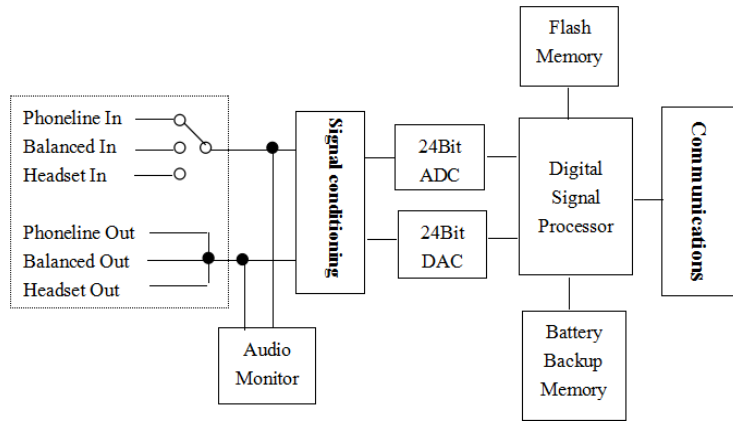 Flash
Memory
Phoneline In
Balanced In
Headset In
Phoneline Out
Balanced Out
Headset Out
Signal conditioning
24Bit
ADC
24Bit
DAC
Digital
Signal
Processor
Communications
Audio
Monitor
Battery
Backup
Memory